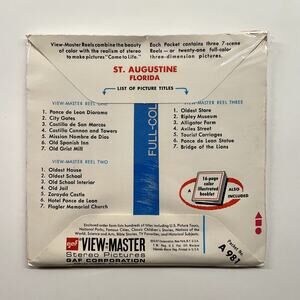 View-Master Reels combine the beauty
of color with the realism of stereo
to make pictures "Come to Life."
Each Packet contains three 7-scene
Reels — or twenty-one full-color
three-dimension pictures.
ST. AUGUSTINE
FLORIDA
LIST OF PICTURE TITLES
VIEW-MASTER REEL ONE
1 Ponce de Leon Diorama
2 City Gates
3 Castillo de San Marcos
4 Castillo Cannon and Towers
5 Mission Nombre de Dios
6 Old Spanish Inn
7 Old Grist Mill
VIEW-MASTER REEL TWO
1 Oldest House
2 Oldest School
3 Old School Interior
4 Old Jail
5 Zorayda Castle
6 Hotel Ponce de Leon
7 Flagler Memorial Church
FULL-COL
VIEW-MASTER REEL THREE
1 Oldest Store
2 Ripley Museum
3 Alligator Farm
4 Aviles Street
5 Tourist Carriages
6 Ponce de Leon Statue
7 Bridge of the Lions
A
16-page
color
illustrated
booklet
ALSO
INCLUDED
gaf VIEW-MASTER
Stereo Pictures
GAF CORPORATION
Packet No.
A 981